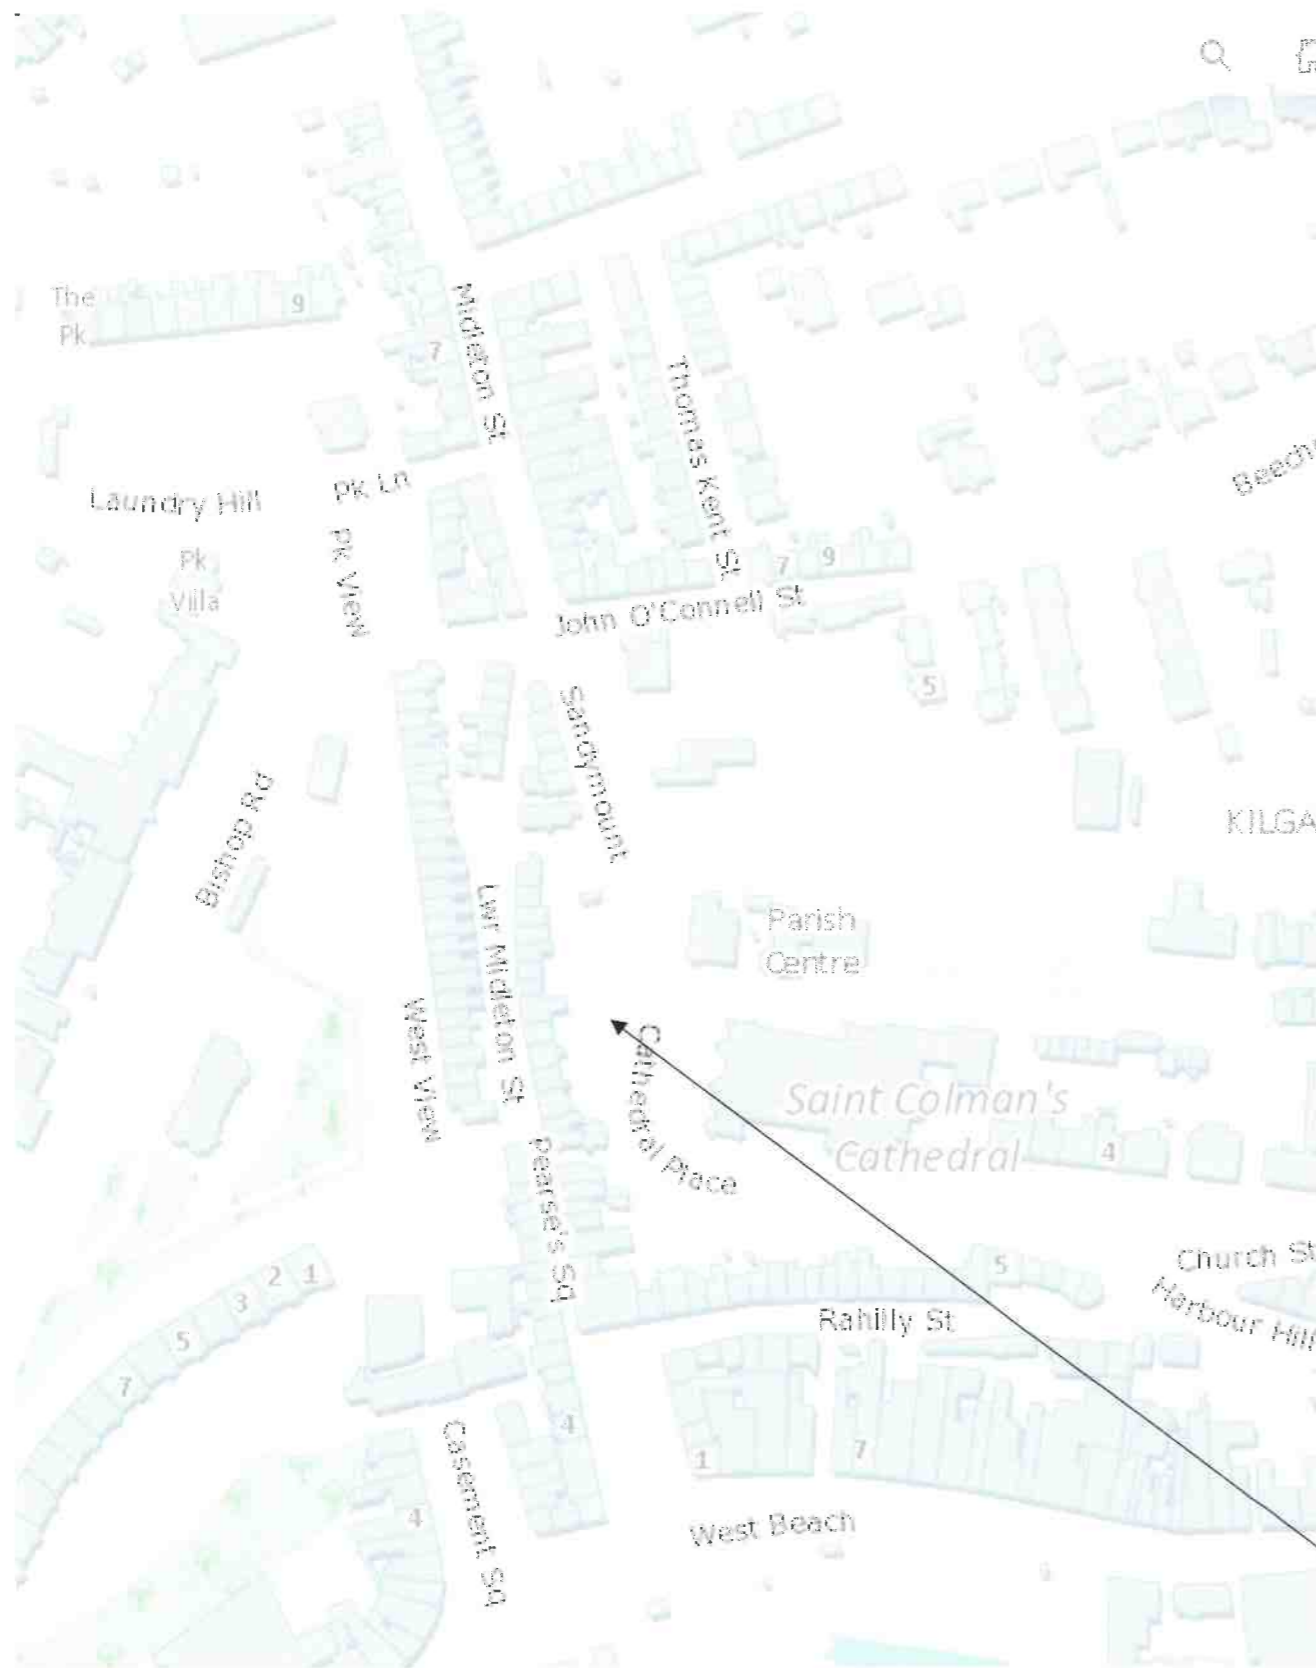 The
Pk
9
7
Midleton St
Thomas Kent St
Laundry Hill
Pk Ln
Pk View
Pk
Villa
7
9
John O'Connell St
5
Sandymount
Bishop Rd
KILGA
Lwr Midleton St
Parish
Centre
West View
Cathedral Place
Saint Colman's
Cathedral
4
Pearse's Sq
Church St
Harbour Hill
5
1
2
3
5
7
Rahilly St
4
1
7
Casement Sq
4
West Beach